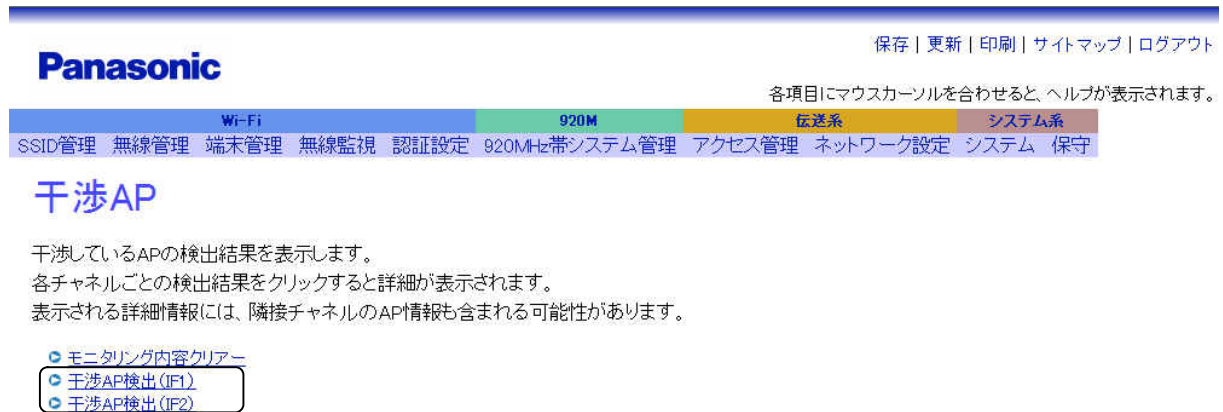 保存 | 更新 | 印刷 | サイトマップ | ログアウト
Panasonic
各項目にマウスカーソルを合わせると、ヘルプが表示されます。
Wi-Fi 920M 伝送系 システム系
SSID管理 無線管理 端末管理 無線監視 認証設定 920MHz帯システム管理 アクセス管理 ネットワーク設定 システム 保守
干渉AP
干渉しているAPの検出結果を表示します。
各チャネルごとの検出結果をクリックすると詳細が表示されます。
表示される詳細情報には、隣接チャネルのAP情報も含まれる可能性があります。
モニタリング内容クリアー
干渉AP検出(IF1)
干渉AP検出(IF2)